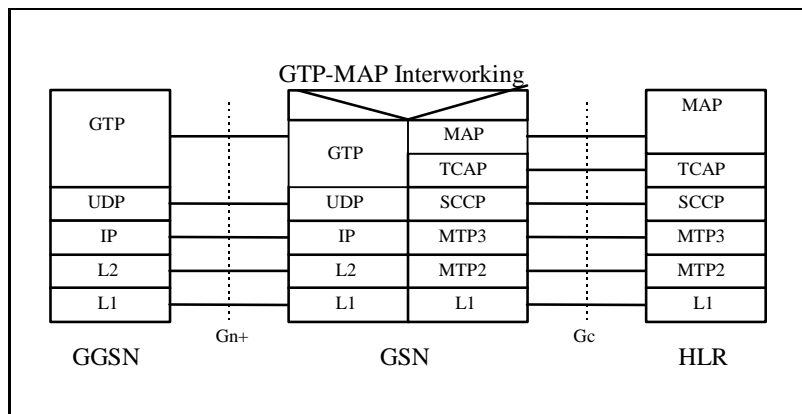 GTP-MAP Interworking
GTP
GTP
MAP
MAP
TCAP
TCAP
UDP
UDP
SCCP
SCCP
IP
IP
MTP3
MTP3
L2
L2
MTP2
MTP2
L1
L1
L1
L1
Gn+
Gc
GGSN
GSN
HLR